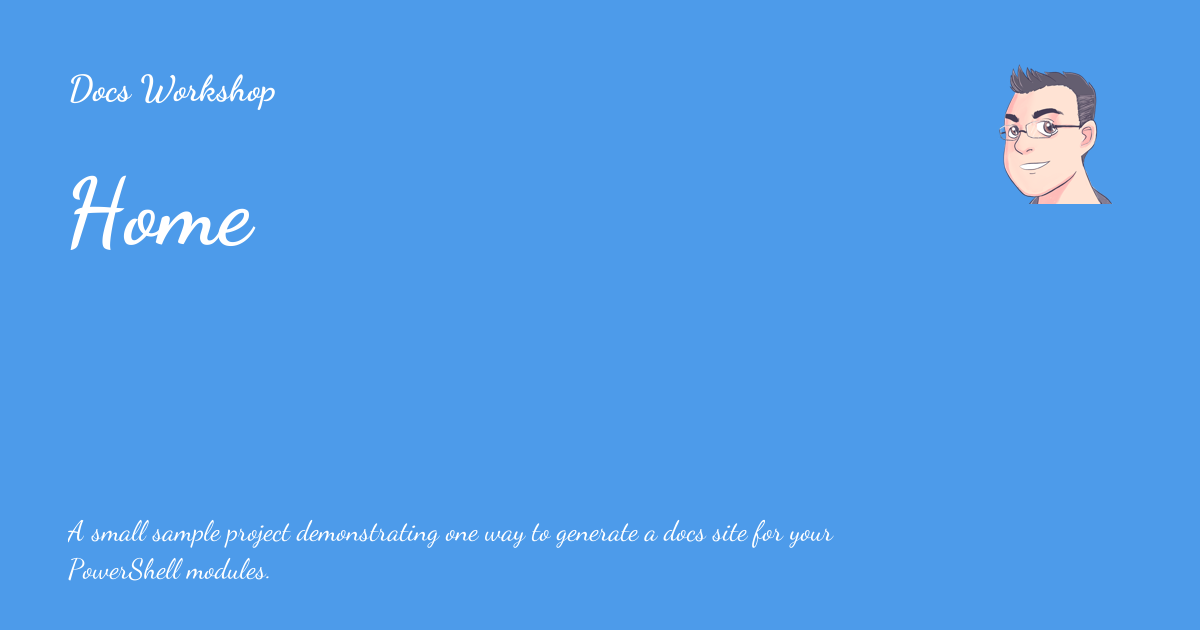 Docs Workshop
Home
A small sample project demonstrating one way to generate a docs site for your
PowerShell modules.